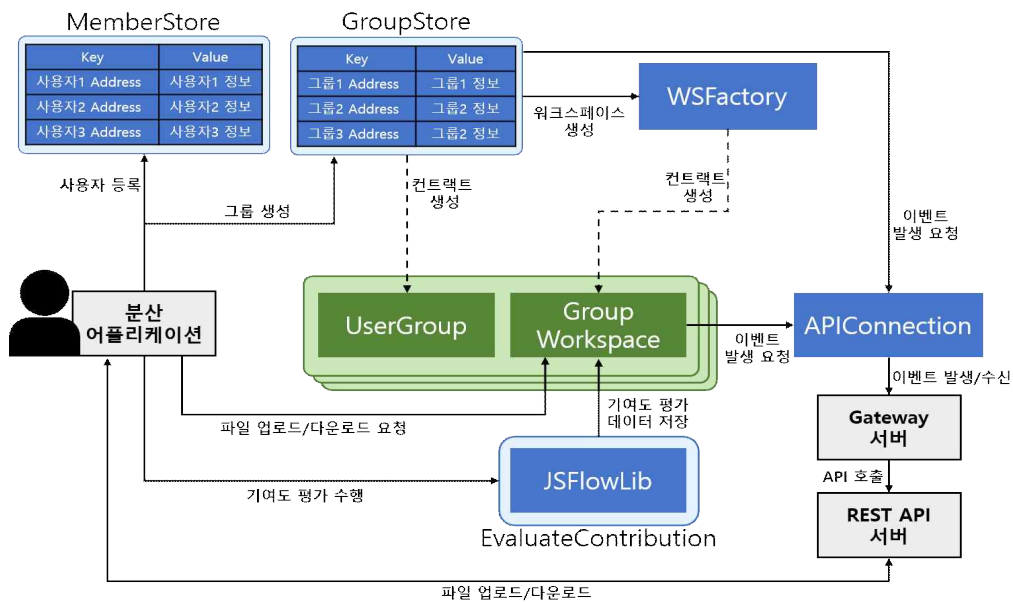 MemberStore
Key Value
사용자1 Address 사용자1 정보
사용자2 Address 사용자2 정보
사용자3 Address 사용자3 정보
GroupStore
Key Value
그룹1 Address 그룹1 정보
그룹2 Address 그룹2 정보
그룹3 Address 그룹2 정보
워크스페이스
생성
WSFactory
사용자 등록
그룹 생성
컨트랙트
생성
컨트랙트
생성
이벤트
발생 요청
분산
어플리케이션
UserGroup
Group
Workspace
이벤트
발생 요청
APIConnection
이벤트 발생/수신
파일 업로드/다운로드 요청
기여도 평가
데이터 저장
Gateway
서버
API 호출
기여도 평가 수행
JSFlowLib
EvaluateContribution
REST API
서버
파일 업로드/다운로드